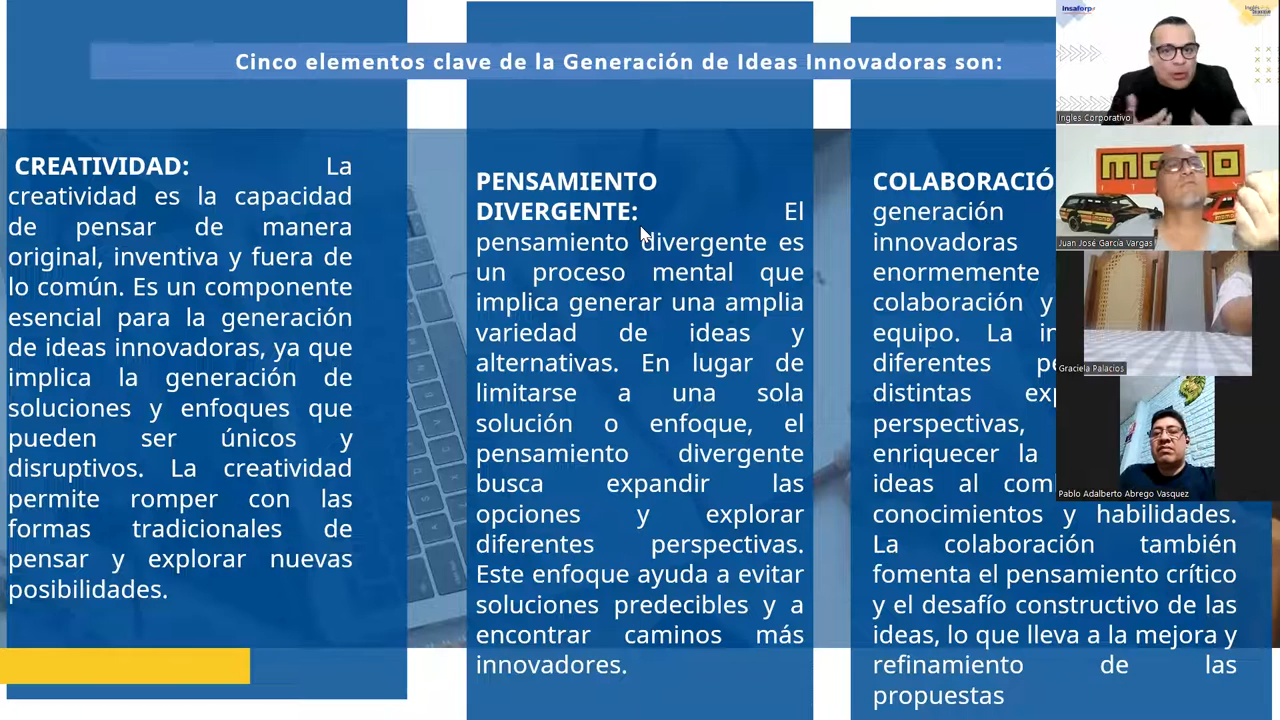 Cinco elementos clave de la Generación de Ideas Innovadoras son:
CREATIVIDAD: La
creatividad es la capacidad
de pensar de manera
original, inventiva y fuera de
lo común. Es un componente
esencial para la generación
de ideas innovadoras, ya que
implica la generación de
soluciones y enfoques que
pueden ser únicos y
disruptivos. La creatividad
permite romper con las
formas tradicionales de
pensar y explorar nuevas
posibilidades.
PENSAMIENTO
DIVERGENTE: El
pensamiento divergente es
un proceso mental que
implica generar una amplia
variedad de ideas y
alternativas. En lugar de
limitarse a una sola
solución o enfoque, el
pensamiento divergente
busca expandir las
opciones y explorar
diferentes perspectivas.
Este enfoque ayuda a evitar
soluciones predecibles y a
encontrar caminos más
innovadores.
COLABORACIÓ
generación
innovadoras
enormemente
colaboración y
equipo. La
diferentes
distintas
perspectivas,
enriquecer la
ideas al
conocimientos y habilidades.
La colaboración también
fomenta el pensamiento crítico
y el desafío constructivo de las
ideas, lo que lleva a la mejora y
refinamiento de las
propuestas
insaforp
Ingles Corporativo
Juan José García Vargas
Graciela Palacios
Pablo Adalberto Abrego Vasquez